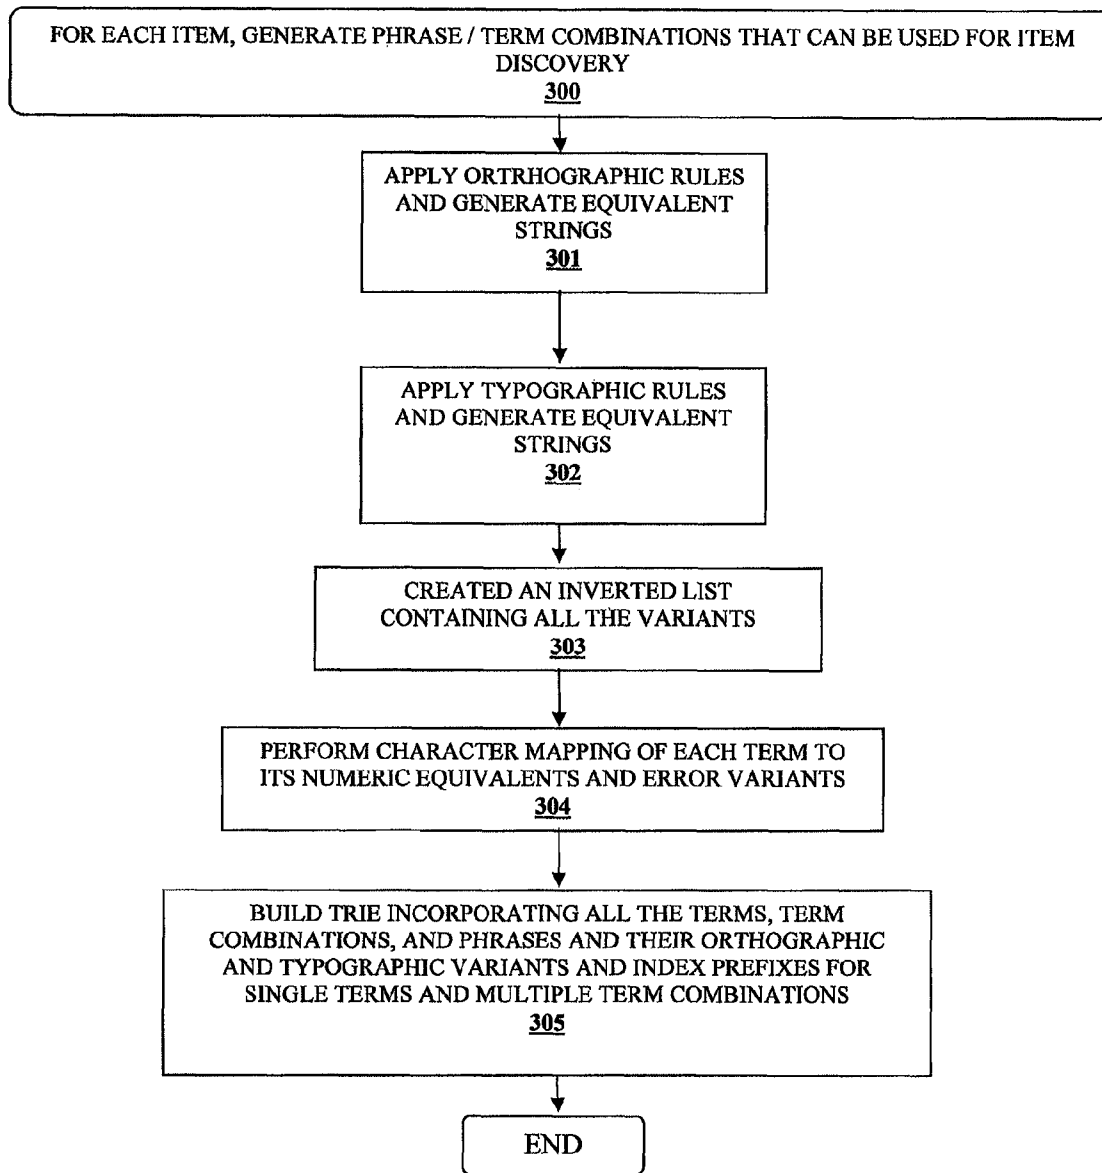 FOR EACH ITEM, GENERATE PHRASE / TERM COMBINATIONS THAT CAN BE USED FOR ITEM
DISCOVERY
300
APPLY ORTRHOGRAPHIC RULES
AND GENERATE EQUIVALENT
STRINGS
301
APPLY TYPOGRAPHIC RULES
AND GENERATE EQUIVALENT
STRINGS
302
CREATED AN INVERTED LIST
CONTAINING ALL THE VARIANTS
303
PERFORM CHARACTER MAPPING OF EACH TERM TO
ITS NUMERIC EQUIVALENTS AND ERROR VARIANTS
304
BUILD TRIE INCORPORATING ALL THE TERMS, TERM
COMBINATIONS, AND PHRASES AND THEIR ORTHOGRAPHIC
AND TYPOGRAPHIC VARIANTS AND INDEX PREFIXES FOR
SINGLE TERMS AND MULTIPLE TERM COMBINATIONS
305
END